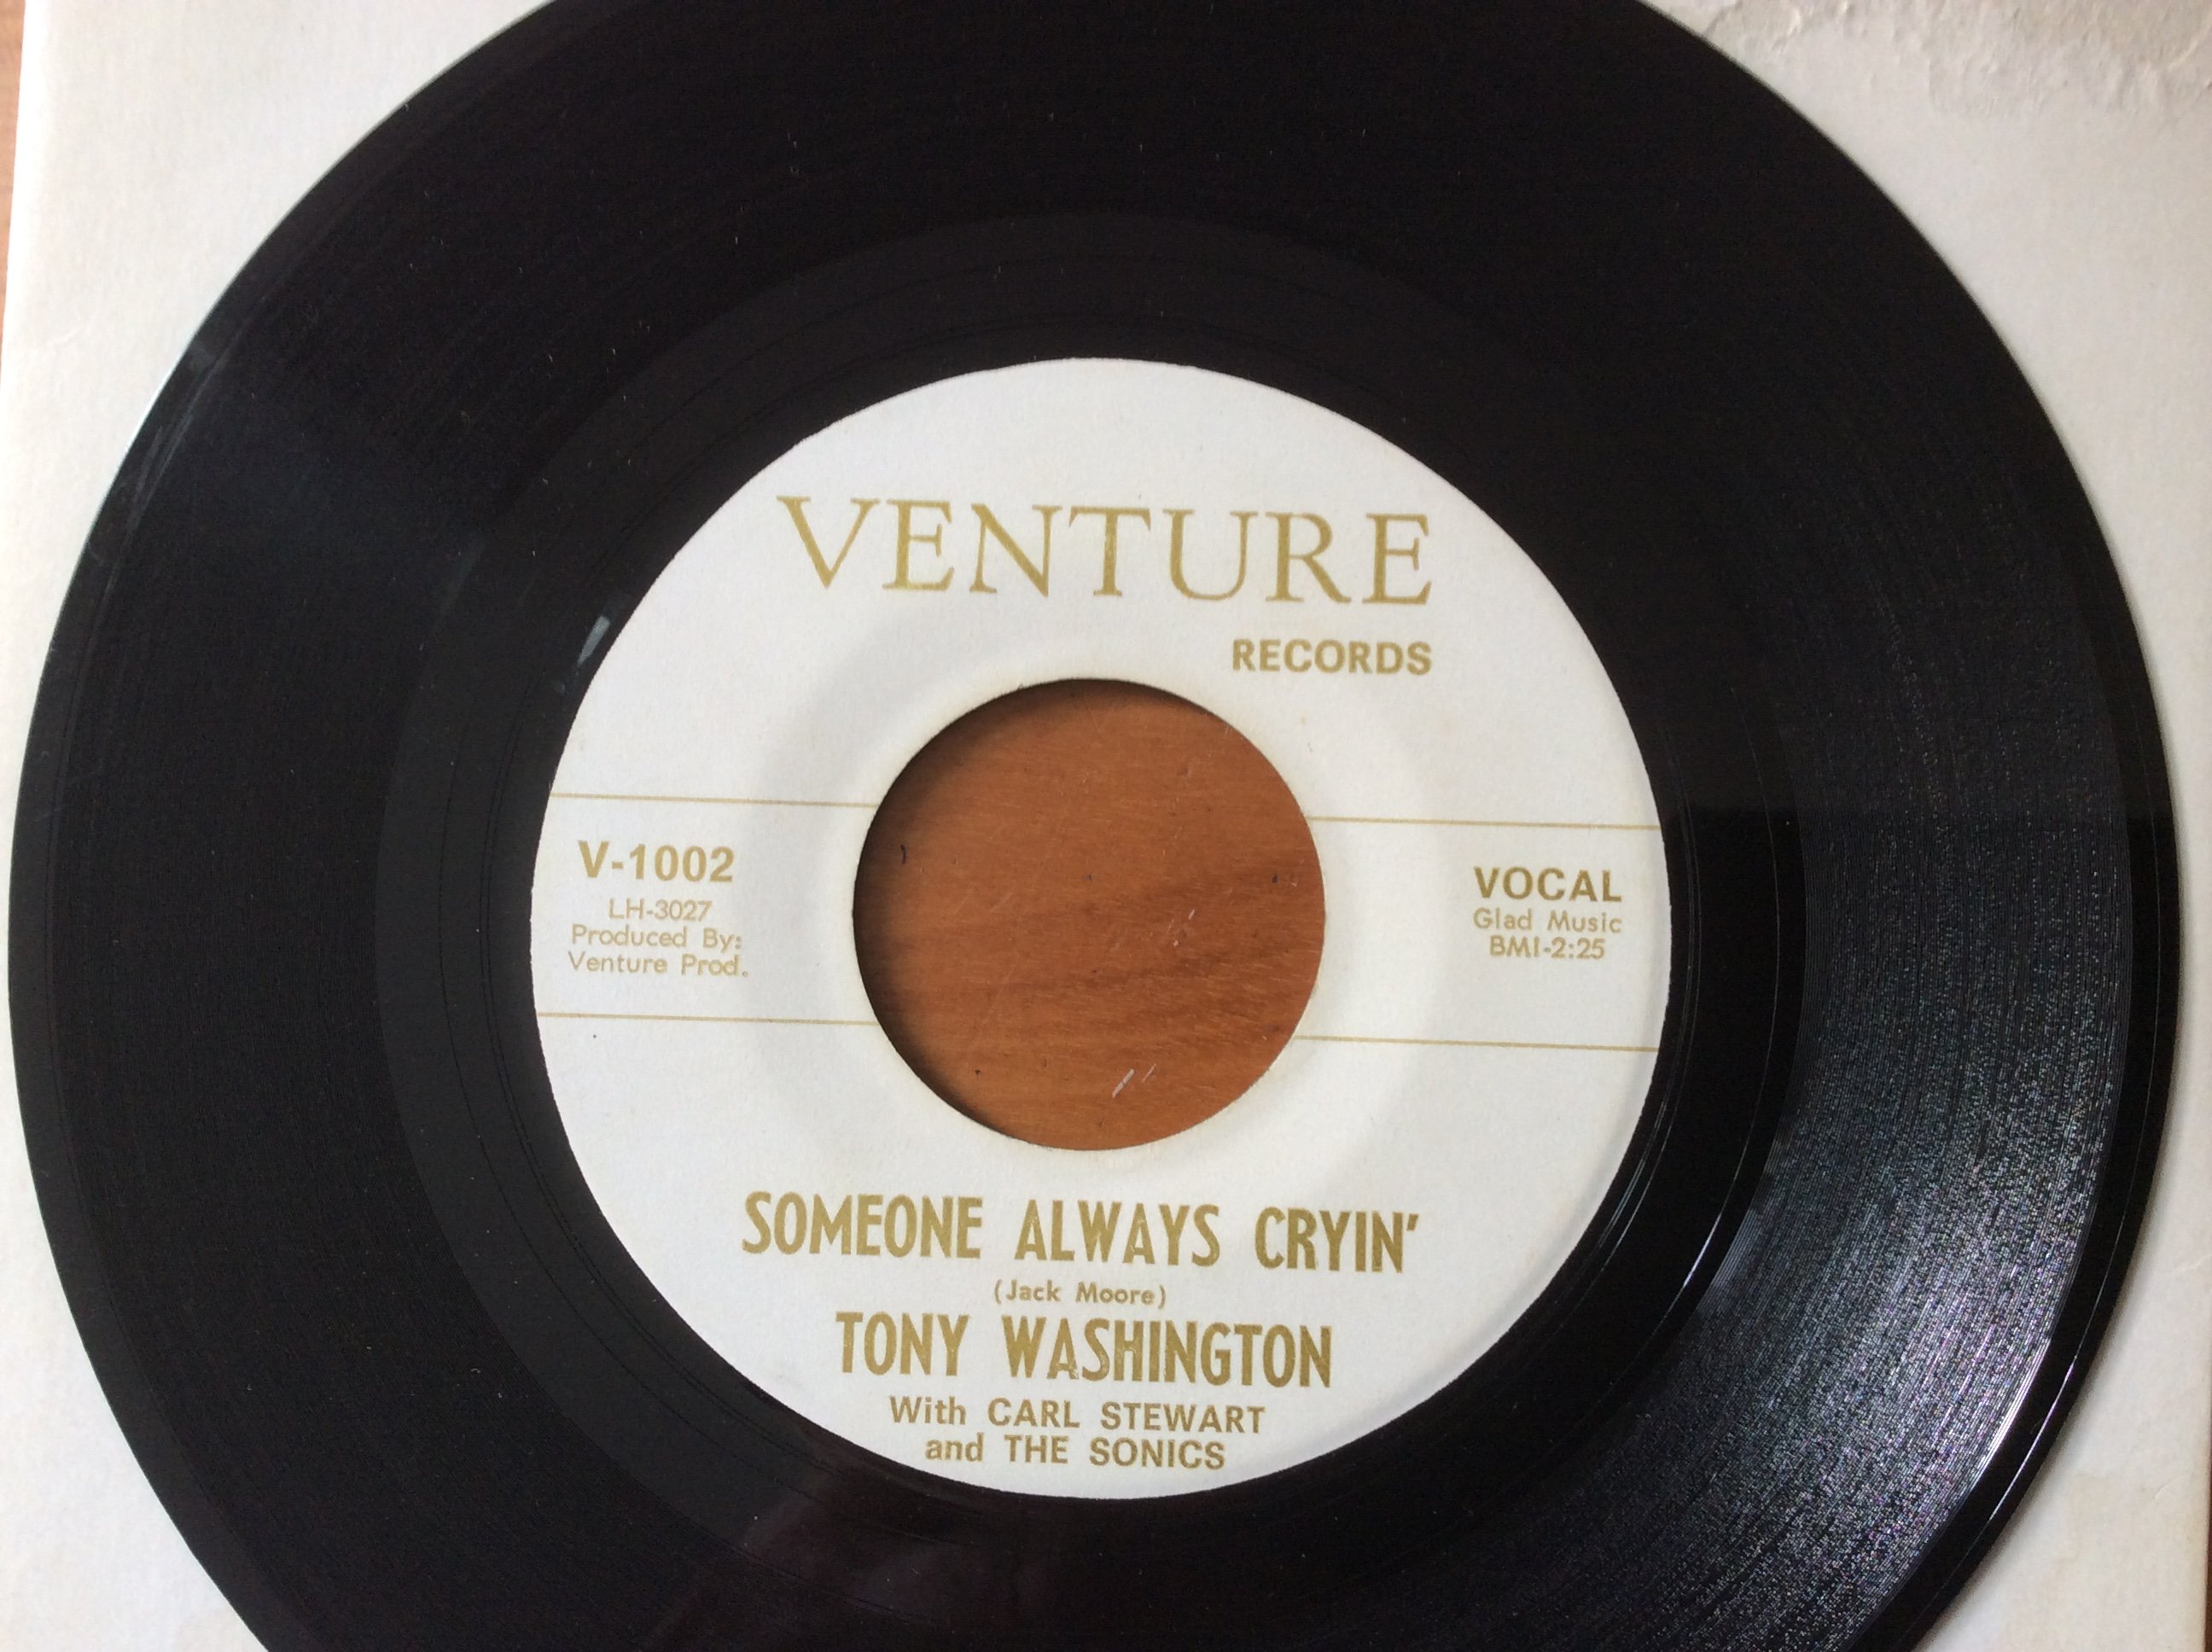 VENTURE
RECORDS
V-1002
LH-3027
Produced By:
Venture Prod.
VOCAL
Glad Music
BMI-2:25
SOMEONE ALWAYS CRYIN'
(Jack Moore)
TONY WASHINGTON
With CARL STEWART
and THE SONICS